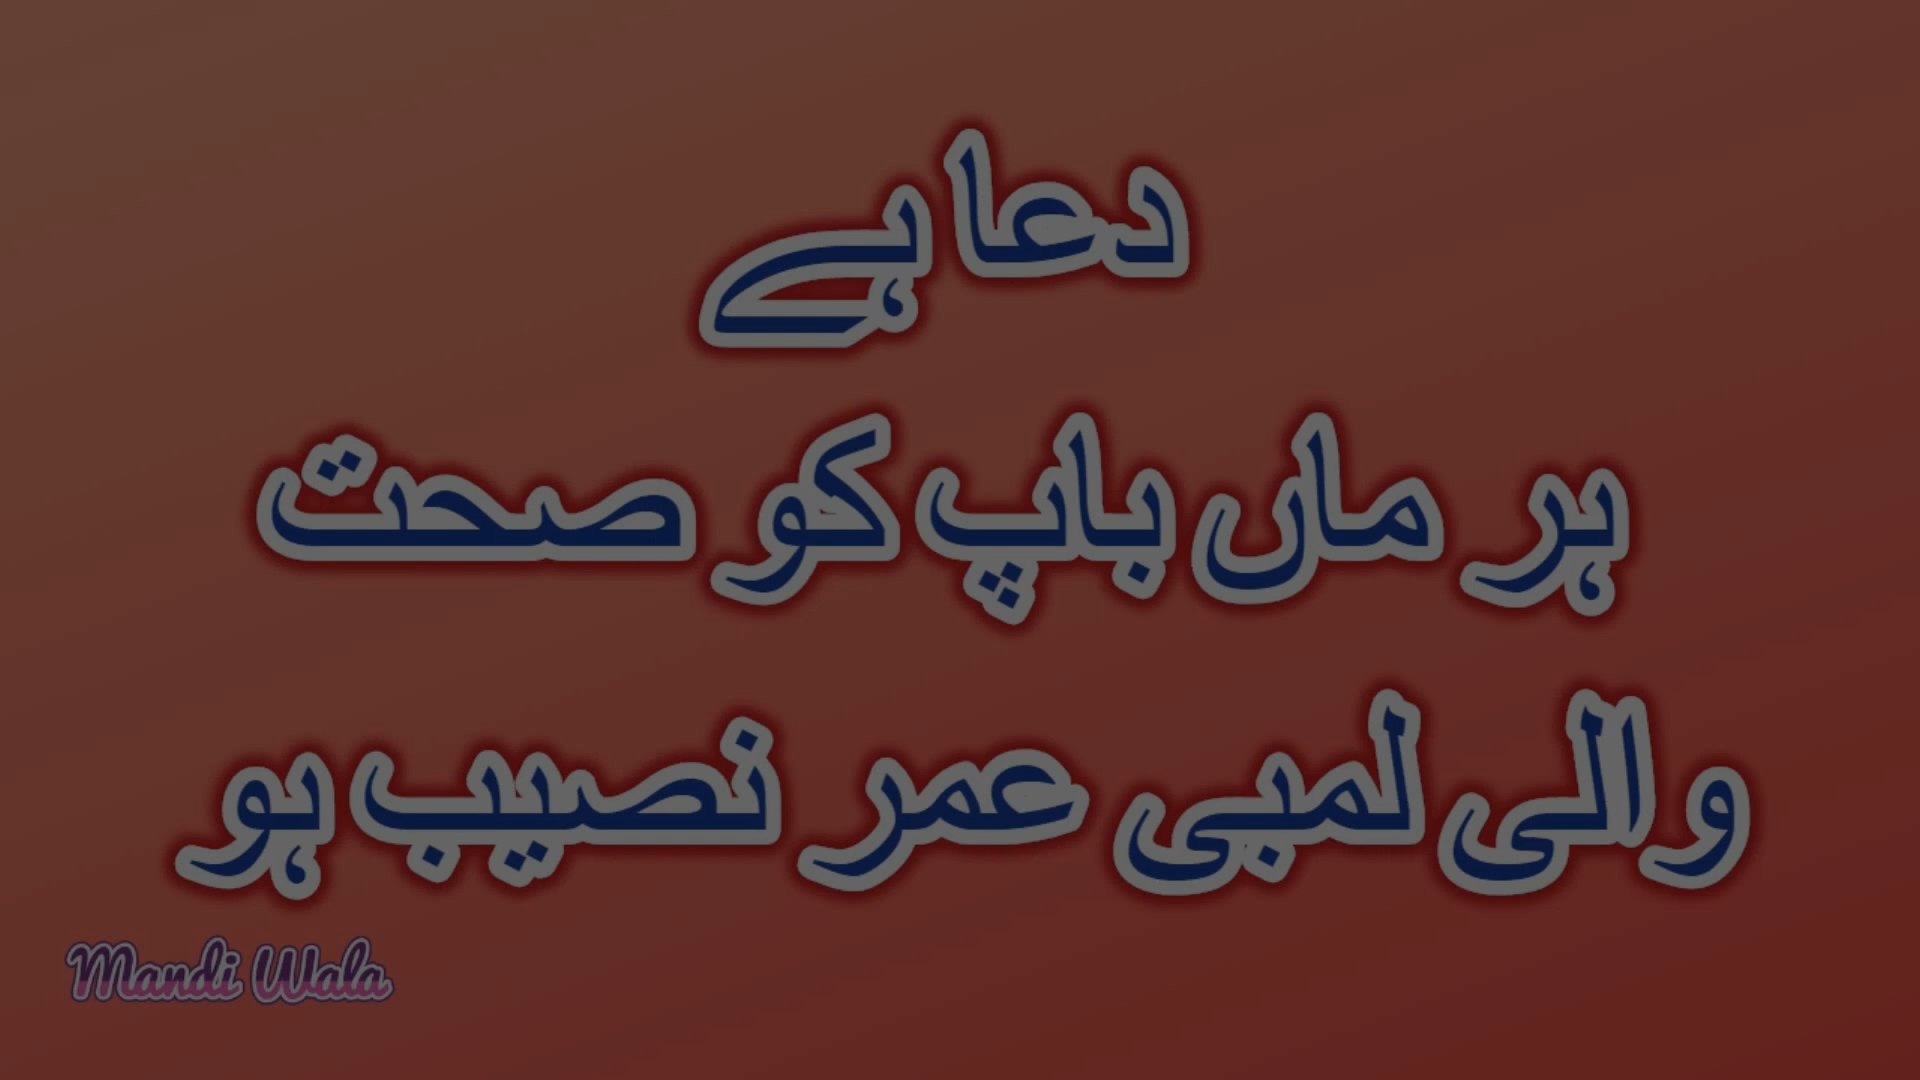 دعا ہے
ہر ماں باپ کو صحت
والی لمبی عمر نصیب ہو
Mandi Wala